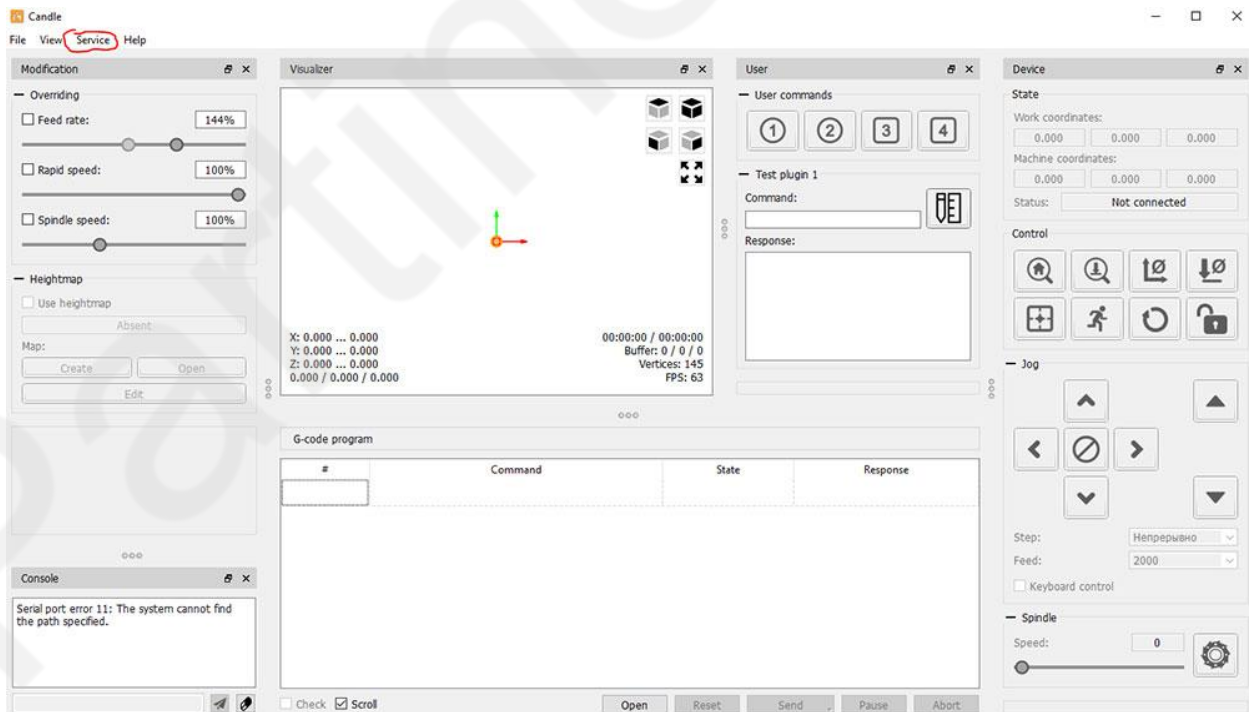 Candle
File View Service Help
Modification
Overriding
Feed rate: 144%
Rapid speed: 100%
Spindle speed: 100%
Heightmap
Use heightmap
Absent
Map:
Create Open
Edit
Console
Serial port error 11: The system cannot find
the path specified.
Visualizer
X: 0.000 ... 0.000
Y: 0.000 ... 0.000
Z: 0.000 ... 0.000
0.000 / 0.000 / 0.000
00:00:00 / 00:00:00
Buffer: 0 / 0 / 0
Vertices: 145
FPS: 63
G-code program
# Command State Response
Check Scroll Open Reset Send Pause Abort
User
User commands
1 2 3 4
Test plugin 1
Command:
Response:
Device
State
Work coordinates:
0.000 0.000 0.000
Machine coordinates:
0.000 0.000 0.000
Status: Not connected
Control
Jog
Step: Непрерывно
Feed: 2000
Keyboard control
Spindle
Speed: 0